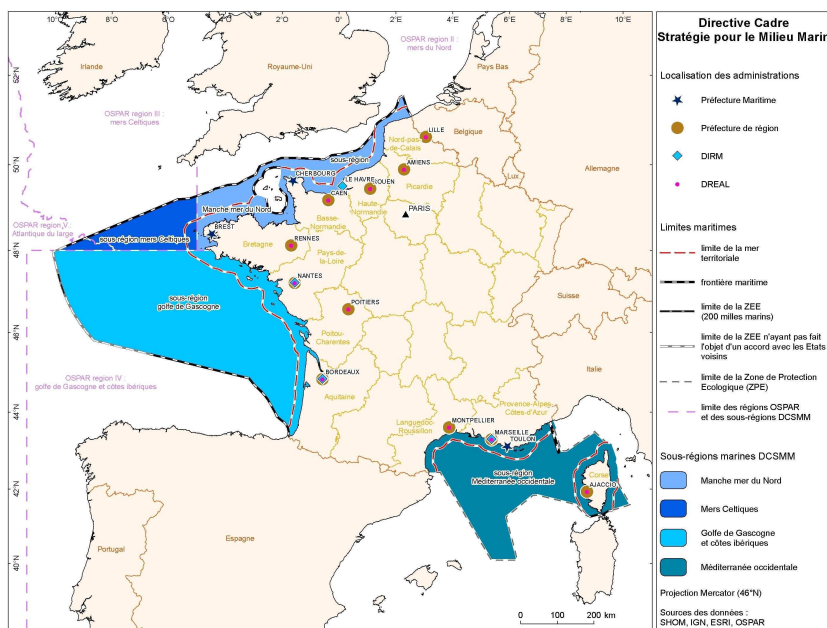 10°0'O
8°0'O
6°0'O
4°0'O
2°0'O
0°0'
2°0'E
4°0'E
6°0'E
8°0'E
10°0'E
52°N
50°N
48°N
46°N
44°N
42°N
40°N
Irlande
Royaume-Uni
OSPAR region II :
mers du Nord
Pays Bas
OSPAR region III :
mers Celtiques
Belgique
Allemagne
Lux
LILLE
Nord-pas-
de-Calais
AMIENS
Picardie
sous-région
CHERBOURG
LE HAVRE
ROUEN
CAEN
Haute-
Normandie
PARIS
Manche mer du Nord
Basse-
Normandie
OSPAR region V :
Atlantique du large
sous région mers Celtiques
BREST
Bretagne
RENNES
Pays-de-
la-Loire
NANTES
Suisse
sous-région
golfe de Gascogne
POITIERS
Poitou-
Charentes
OSPAR region IV :
golfe de Gascogne et côtes ibériques
BORDEAUX
Aquitaine
Italie
Provence-Alpes-
Côtes-d'Azur
Languedoc-
Roussillon
MONTPELLIER
MARSEILLE
TOULON
sous-région
Méditerranée occidentale
Corse
AJACCIO
Portugal
Espagne
0 100 200 km
Directive Cadre
Stratégie pour le Milieu Marin
Localisation des administrations
Préfecture Maritime
Préfecture de région
DIRM
DREAL
Limites maritimes
limite de la mer
territoriale
frontière maritime
limite de la ZEE
(200 milles marins)
limite de la ZEE n'ayant pas fait
l'objet d'un accord avec les Etats
voisins
limite de la Zone de Protection
Ecologique (ZPE)
limite des régions OSPAR
et des sous-régions DCSMM
Sous-régions marines DCSMM
Manche mer du Nord
Mers Celtiques
Golfe de Gascogne
et côtes ibériques
Méditerranée occidentale
Projection Mercator (46°N)
Sources des données :
SHOM, IGN, ESRI, OSPAR